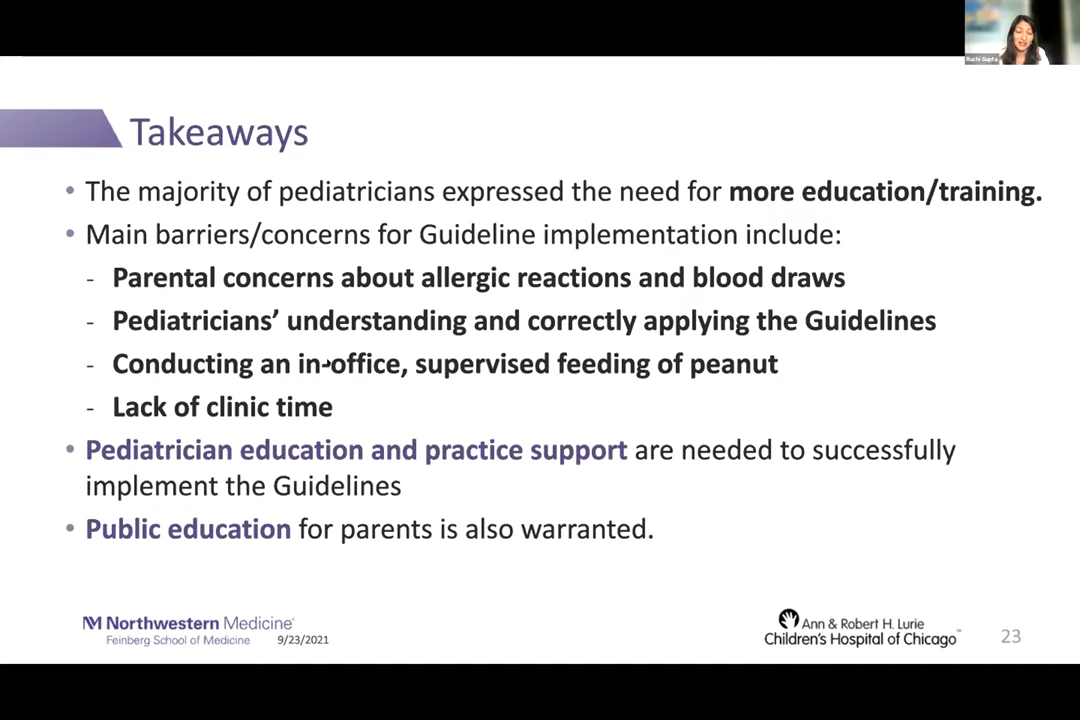 Ruchi Gupta
Takeaways
• The majority of pediatricians expressed the need for more education/training.
• Main barriers/concerns for Guideline implementation include:
- Parental concerns about allergic reactions and blood draws
- Pediatricians’ understanding and correctly applying the Guidelines
- Conducting an in-office, supervised feeding of peanut
- Lack of clinic time
• Pediatrician education and practice support are needed to successfully
implement the Guidelines
• Public education for parents is also warranted.
Northwestern Medicine®
Feinberg School of Medicine
9/23/2021
Ann & Robert H. Lurie
Children's Hospital of Chicago™
23